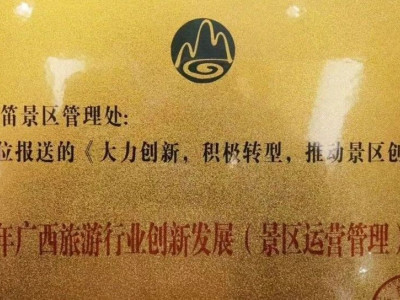 笛景区管理处:
位报送的《大力创新，积极转型，推动景区创
年广西旅游行业创新发展（景区运营管理）